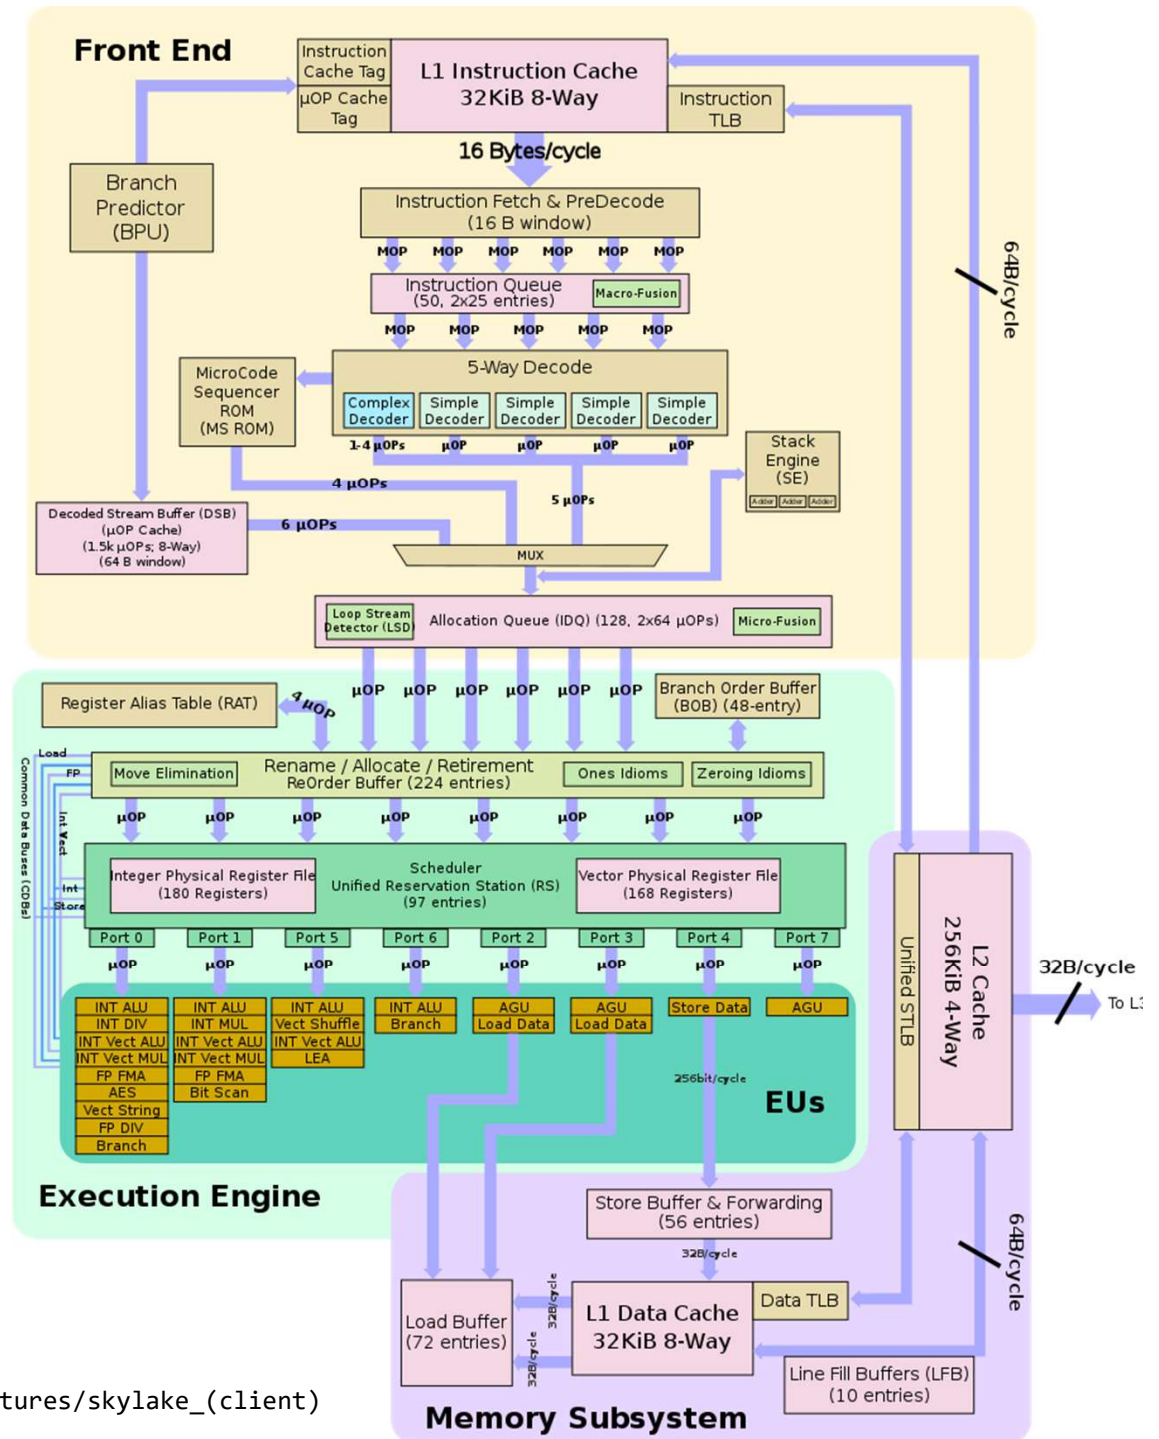 Front End
Instruction
Cache Tag
µOP Cache
Tag
L1 Instruction Cache
32KiB 8-Way
Instruction
TLB
16 Bytes/cycle
Branch
Predictor
(BPU)
Instruction Fetch & PreDecode
(16 B window)
MOP MOP MOP MOP MOP MOP
Instruction Queue
(50, 2x25 entries)
Macro-Fusion
MOP MOP MOP MOP MOP
64B/cycle
MicroCode
Sequencer
ROM
(MS ROM)
5-Way Decode
Complex
Decoder
Simple
Decoder
Simple
Decoder
Simple
Decoder
Simple
Decoder
1-4 µOPs µOP µOP µOP µOP
Stack
Engine
(SE)
Adder Adder Adder
4 µOPs
5 µOPs
Decoded Stream Buffer (DSB)
(µOP Cache)
(1.5k µOPs; 8-Way)
(64 B window)
6 µOPs
MUX
Loop Stream
Detector (LSD)
Allocation Queue (IDQ) (128, 2x64 µOPs)
Micro-Fusion
Register Alias Table (RAT)
4 µOP
µOP µOP µOP µOP µOP µOP
Branch Order Buffer
(BOB) (48-entry)
Load
FP
Common Data Buses (CDBs)
Int Vect
Int
Store
Move Elimination
Rename / Allocate / Retirement
ReOrder Buffer (224 entries)
Ones Idioms
Zeroing Idioms
µOP µOP µOP µOP µOP µOP µOP µOP
Integer Physical Register File
(180 Registers)
Scheduler
Unified Reservation Station (RS)
(97 entries)
Vector Physical Register File
(168 Registers)
Port 0 Port 1 Port 5 Port 6 Port 2 Port 3 Port 4 Port 7
µOP µOP µOP µOP µOP µOP µOP µOP
INT ALU
INT DIV
INT Vect ALU
INT Vect MUL
FP FMA
AES
Vect String
FP DIV
Branch
INT ALU
INT MUL
INT Vect ALU
INT Vect MUL
FP FMA
Bit Scan
INT ALU
Vect Shuffle
INT Vect ALU
LEA
INT ALU
Branch
AGU
Load Data
AGU
Load Data
Store Data
AGU
256bit/cycle
EUs
Execution Engine
Unified STLB
L2 Cache
256KiB 4-Way
32B/cycle
To L3
Store Buffer & Forwarding
(56 entries)
32B/cycle
64B/cycle
Load Buffer
(72 entries)
32B/cycle
32B/cycle
L1 Data Cache
32KiB 8-Way
Data TLB
Line Fill Buffers (LFB)
(10 entries)
Memory Subsystem
tures/skylake_(client)